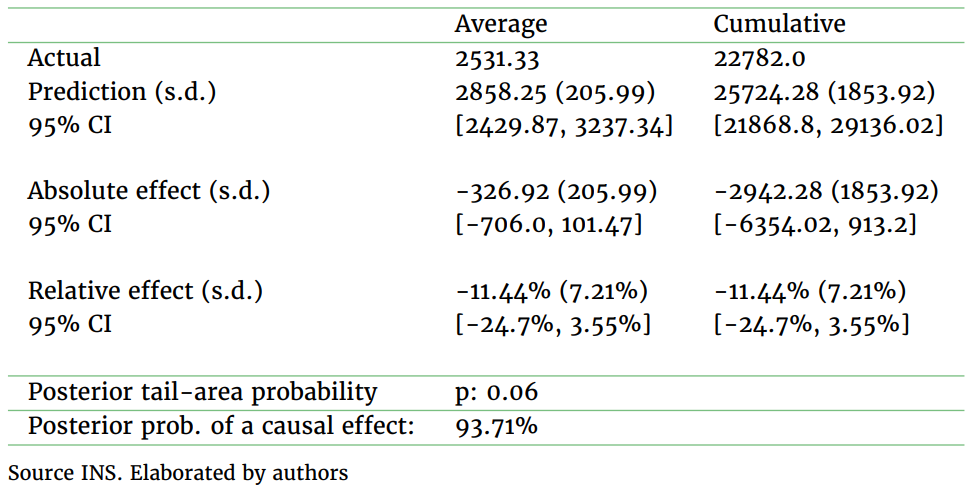 Average Cumulative
Actual 2531.33 22782.0
Prediction (s.d.) 2858.25 (205.99) 25724.28 (1853.92)
95% CI [2429.87, 3237.34] [21868.8, 29136.02]
Absolute effect (s.d.) -326.92 (205.99) -2942.28 (1853.92)
95% CI [-706.0, 101.47] [-6354.02, 913.2]
Relative effect (s.d.) -11.44% (7.21%) -11.44% (7.21%)
95% CI [-24.7%, 3.55%] [-24.7%, 3.55%]
Posterior tail-area probability p: 0.06
Posterior prob. of a causal effect: 93.71%
Source INS. Elaborated by authors